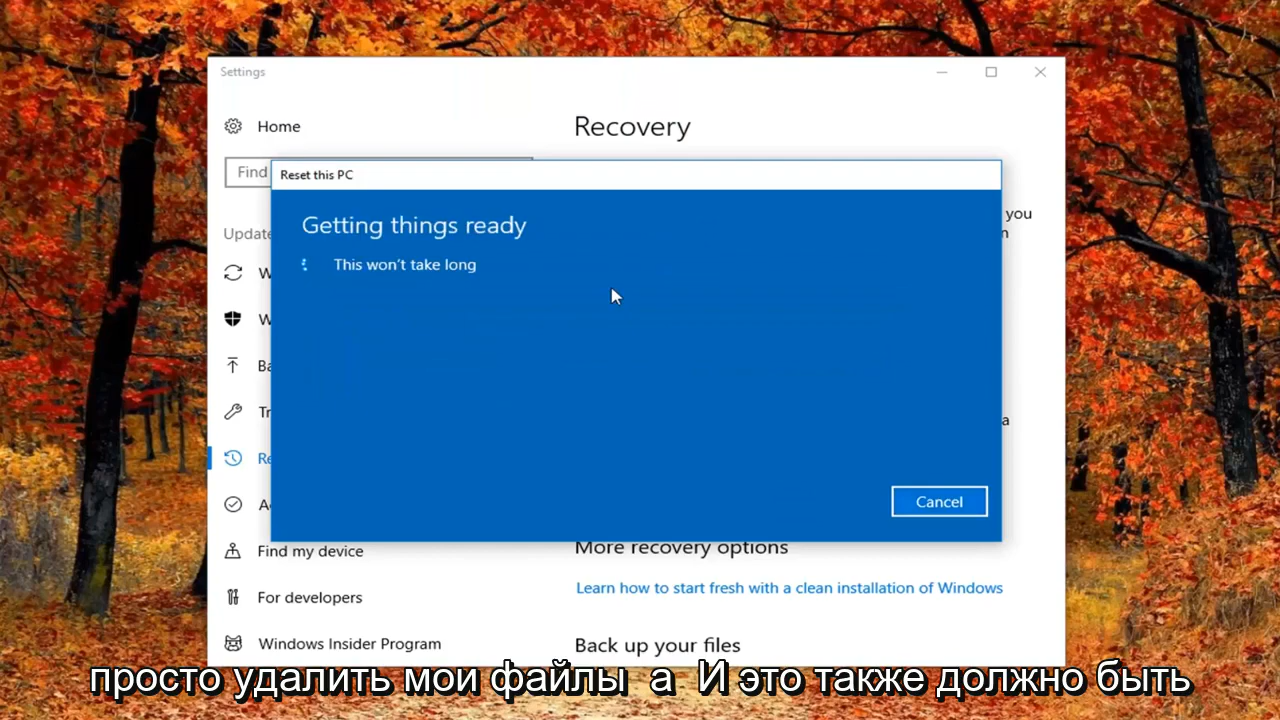 Settings
Home
Recovery
Find
Reset this PC
Getting things ready
This won't take long
you
Update
n
W
W
Ba
Tr
a
Re
A
Cancel
Find my device
More recovery options
Learn how to start fresh with a clean installation of Windows
For developers
Windows Insider Program
Back up your files
просто удалить мои файлы а И это также должно быть